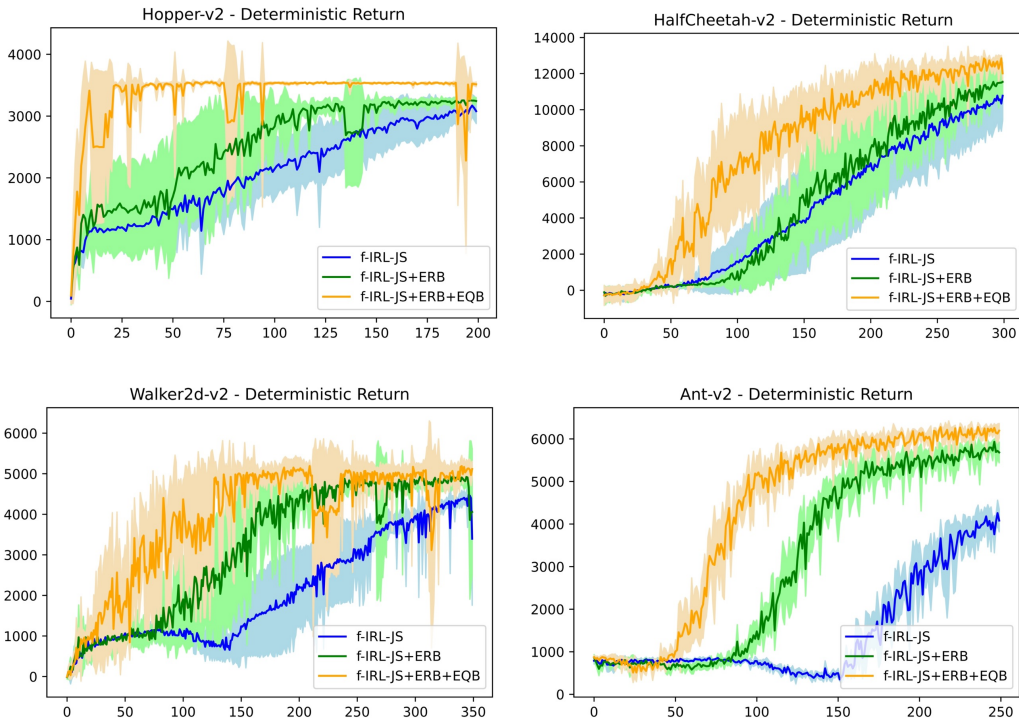 Hopper-v2 - Deterministic Return
4000
3000
2000
1000
0
0 25 50 75 100 125 150 175 200
f-IRL-JS
f-IRL-JS+ERB
f-IRL-JS+ERB+EQB
HalfCheetah-v2 - Deterministic Return
14000
12000
10000
8000
6000
4000
2000
0
0 50 100 150 200 250 300
f-IRL-JS
f-IRL-JS+ERB
f-IRL-JS+ERB+EQB
Walker2d-v2 - Deterministic Return
6000
5000
4000
3000
2000
1000
0
0 50 100 150 200 250 300 350
f-IRL-JS
f-IRL-JS+ERB
f-IRL-JS+ERB+EQB
Ant-v2 - Deterministic Return
6000
5000
4000
3000
2000
1000
0
0 50 100 150 200 250
f-IRL-JS
f-IRL-JS+ERB
f-IRL-JS+ERB+EQB